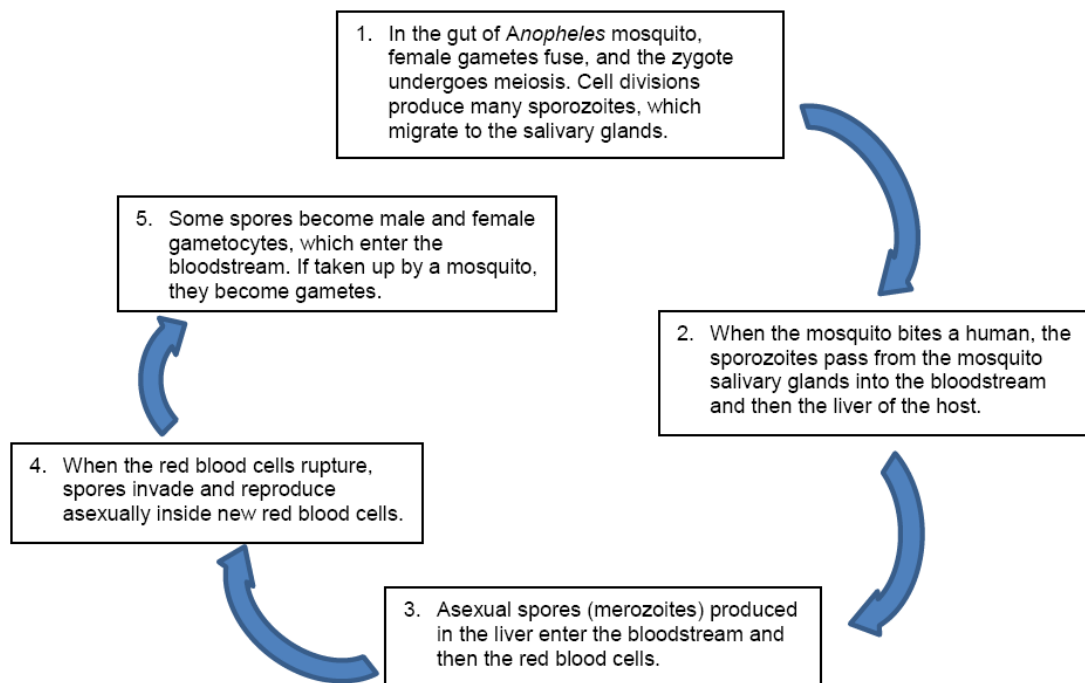 1. In the gut of Anopheles mosquito,
female gametes fuse, and the zygote
undergoes meiosis. Cell divisions
produce many sporozoites, which
migrate to the salivary glands.
2. When the mosquito bites a human, the
sporozoites pass from the mosquito
salivary glands into the bloodstream
and then the liver of the host.
3. Asexual spores (merozoites) produced
in the liver enter the bloodstream and
then the red blood cells.
4. When the red blood cells rupture,
spores invade and reproduce
asexually inside new red blood cells.
5. Some spores become male and female
gametocytes, which enter the
bloodstream. If taken up by a mosquito,
they become gametes.